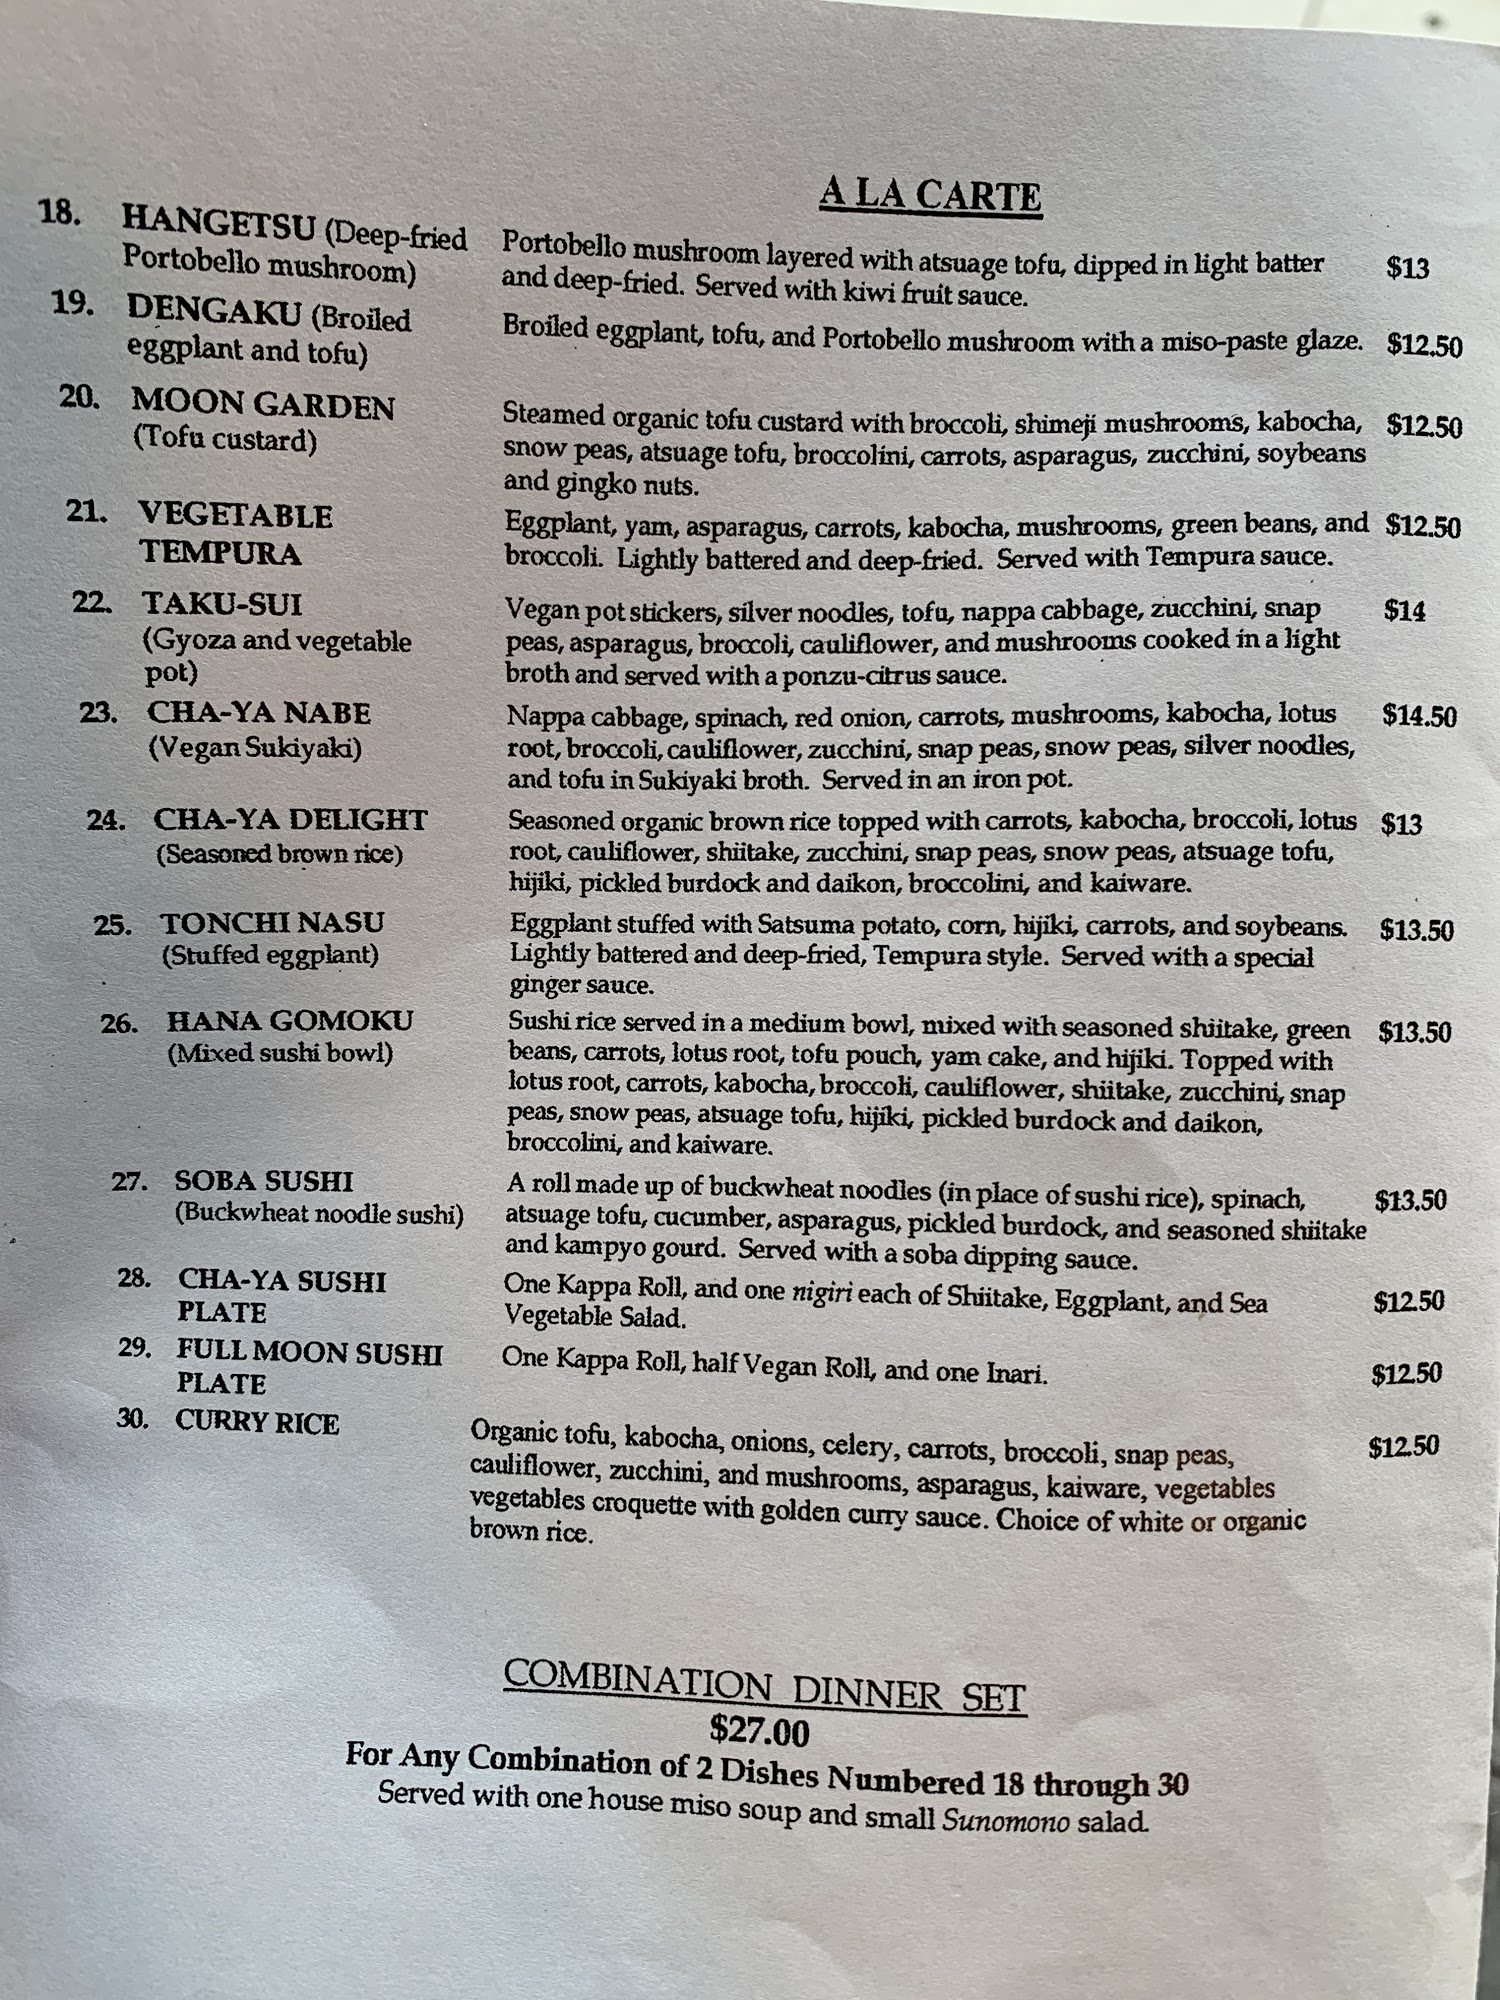 A LA CARTE
18. HANGETSU (Deep-fried Portobello mushroom) Portobello mushroom layered with atsuage tofu, dipped in light batter $13
and deep-fried. Served with kiwi fruit sauce.
19. DENGAKU (Broiled Broiled eggplant, tofu, and Portobello mushroom with a miso-paste glaze. $12.50
eggplant and tofu)
20. MOON GARDEN Steamed organic tofu custard with broccoli, shimeji mushrooms, kabocha, $12.50
(Tofu custard) snow peas, atsuage tofu, broccolini, carrots, asparagus, zucchini, soybeans
and gingko nuts.
21. VEGETABLE Eggplant, yam, asparagus, carrots, kabocha, mushrooms, green beans, and $12.50
TEMPURA broccoli. Lightly battered and deep-fried. Served with Tempura sauce.
22. TAKU-SUI Vegan potstickers, silver noodles, tofu, nappa cabbage, zucchini, snap $14
(Gyoza and vegetable peas, asparagus, broccoli, cauliflower, and mushrooms cooked in a light
pot) broth and served with a ponzu-citrus sauce.
23. CHA-YA NABE Nappa cabbage, spinach, red onion, carrots, mushrooms, kabocha, lotus $14.50
(Vegan Sukiyaki) root, broccoli, cauliflower, zucchini, snap peas, snow peas, silver noodles,
and tofu in Sukiyaki broth. Served in an iron pot.
24. CHA-YA DELIGHT Seasoned organic brown rice topped with carrots, kabocha, broccoli, lotus $13
(Seasoned brown rice) root, cauliflower, shiitake, zucchini, snap peas, snow peas, atsuage tofu,
hijiki, pickled burdock and daikon, broccolini, and kaiware.
25. TONCHI NASU Eggplant stuffed with Satsuma potato, corn, hijiki, carrots, and soybeans. $13.50
(Stuffed eggplant) Lightly battered and deep-fried, Tempura style. Served with a special
ginger sauce.
26. HANA GOMOKU Sushi rice served in a medium bowl, mixed with seasoned shiitake, green $13.50
(Mixed sushi bowl) beans, carrots, lotus root, tofu pouch, yam cake, and hijiki. Topped with
lotus root, carrots, kabocha, broccoli, cauliflower, shiitake, zucchini, snap
peas, snow peas, atsuage tofu, hijiki, pickled burdock and daikon,
broccolini, and kaiware.
27. SOBA SUSHI A roll made up of buckwheat noodles (in place of sushi rice), spinach, $13.50
(Buckwheat noodle sushi) atsuage tofu, cucumber, asparagus, pickled burdock, and seasoned shiitake
and kampyo gourd. Served with a soba dipping sauce.
28. CHA-YA SUSHI One Kappa Roll, and one nigiri each of Shiitake, Eggplant, and Sea $12.50
PLATE Vegetable Salad.
29. FULL MOON SUSHI One Kappa Roll, half Vegan Roll, and one Inari. $12.50
PLATE
30. CURRY RICE Organic tofu, kabocha, onions, celery, carrots, broccoli, snap peas, $12.50
cauliflower, zucchini, and mushrooms, asparagus, kaiware, vegetables
vegetables croquette with golden curry sauce. Choice of white or organic
brown rice.
COMBINATION DINNER SET
$27.00
For Any Combination of 2 Dishes Numbered 18 through 30
Served with one house miso soup and small Sunomono salad.